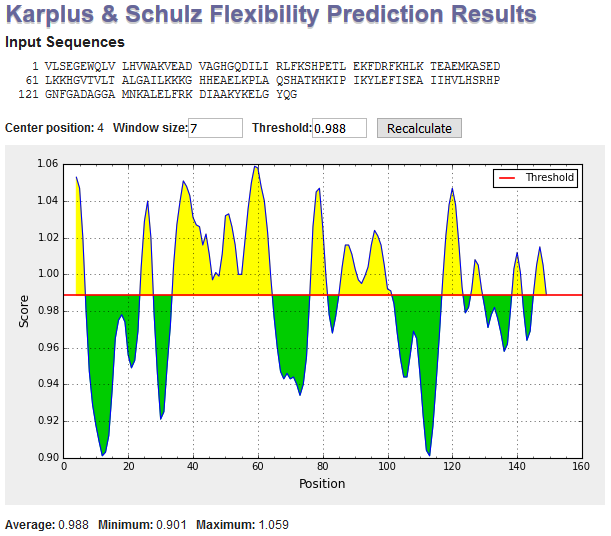 Karplus & Schulz Flexibility Prediction Results
Input Sequences
1 VLSEGEWQLV LHVWAKVEAD VAGHGQDILI RLFKSHPETL EKFDRFKHLK TEAEMKASED
61 LKKHGVTVLT ALGAILKKKG HHEAELKPLA QSHATKHKIP IKYLEFISEA IIHVLHSRHP
121 GNFGADAGGA MNKALELFRK DIAAKYKELG YQG
Center position: 4 Window size: 7 Threshold: 0.988 Recalculate
1.06
Threshold
1.04
1.02
1.00
0.98
0.96
0.94
0.92
0.90
Score
0 20 40 60 80 100 120 140 160
Position
Average: 0.988 Minimum: 0.901 Maximum: 1.059